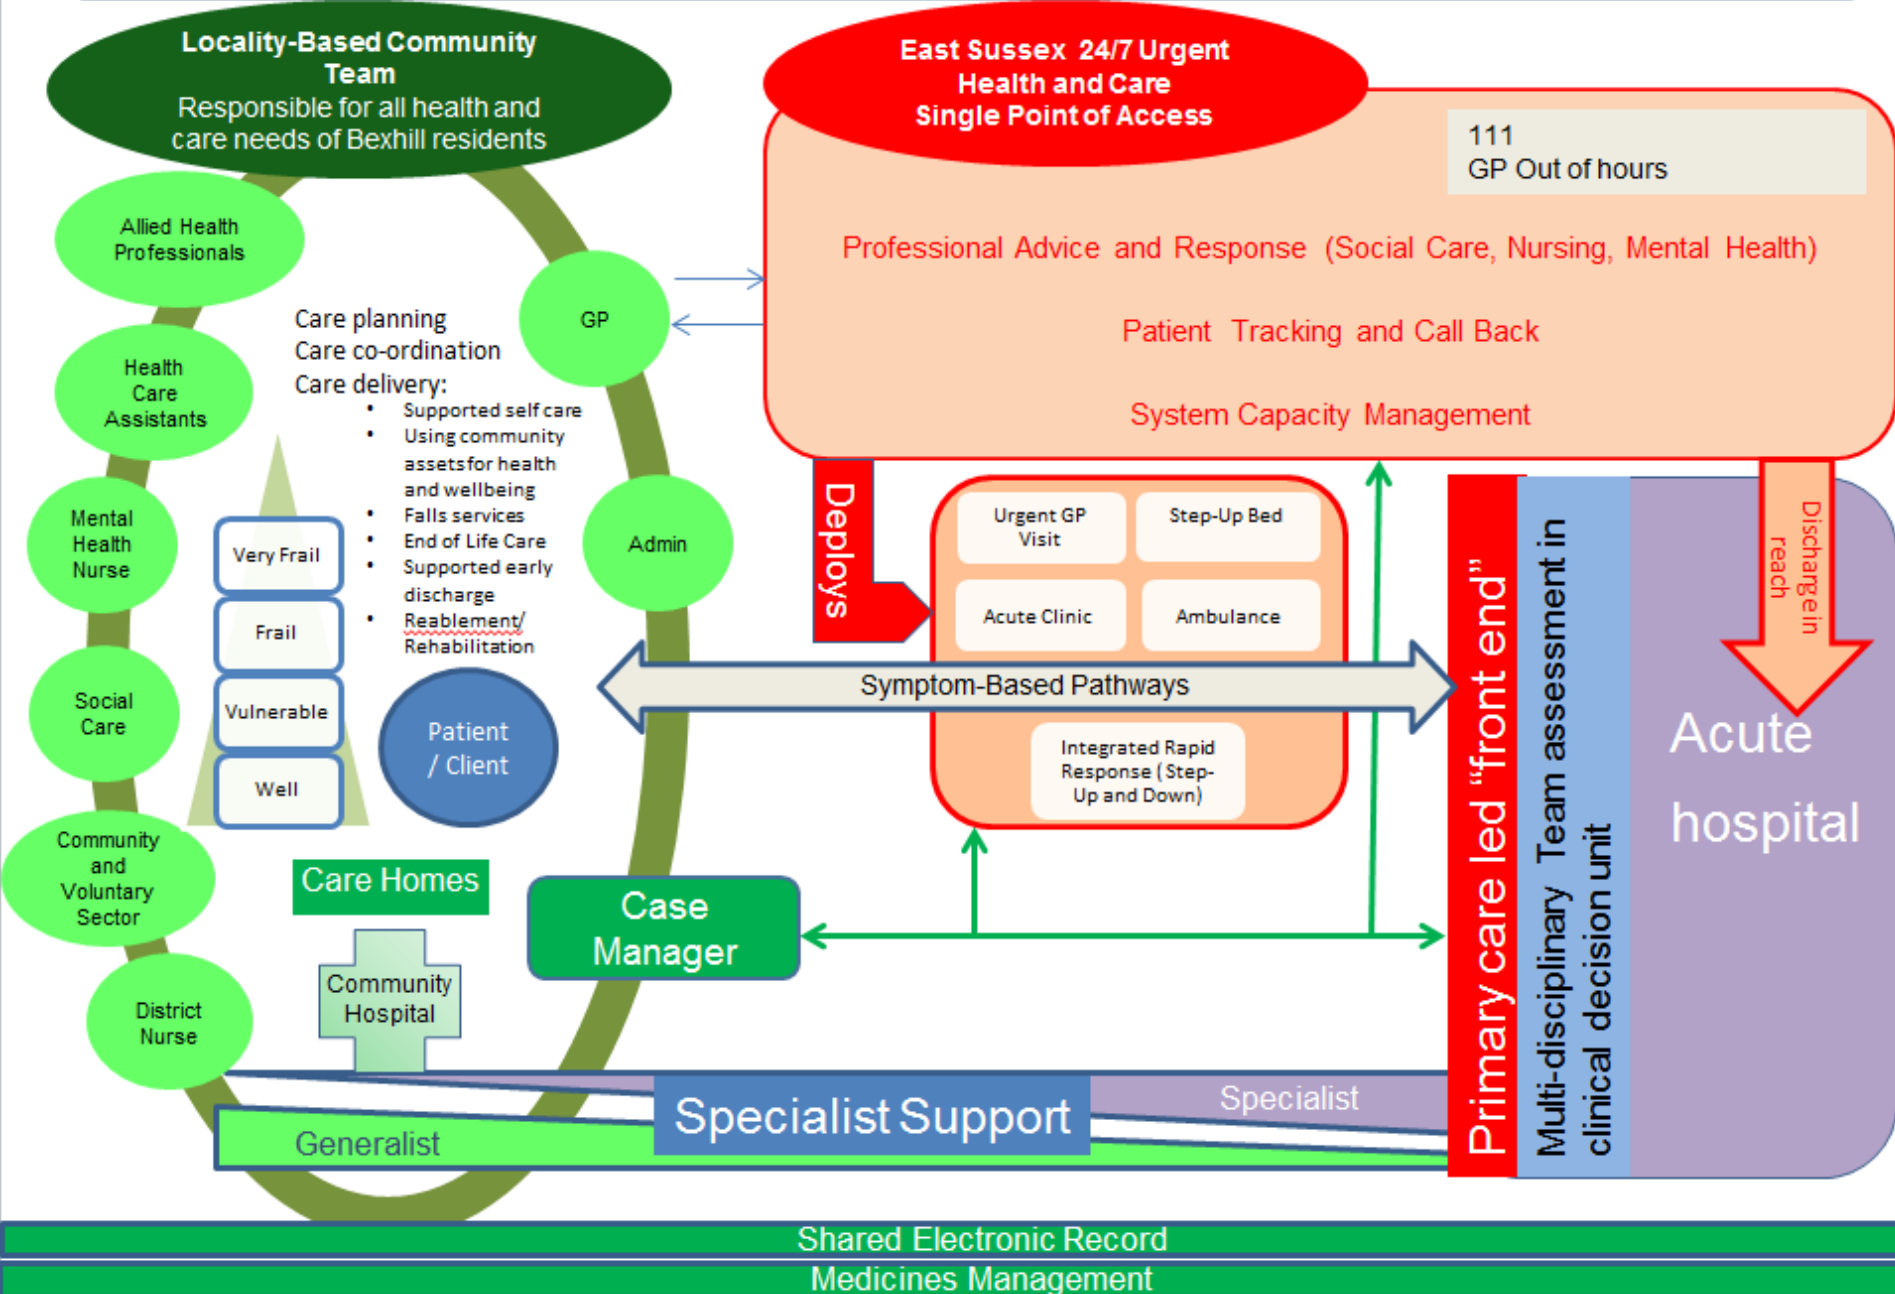 Locality-Based Community
Team
Responsible for all health and
care needs of Bexhill residents
East Sussex 24/7 Urgent
Health and Care
Single Point of Access
111
GP Out of hours
Professional Advice and Response (Social Care, Nursing, Mental Health)
Patient Tracking and Call Back
System Capacity Management
Allied Health
Professionals
Health
Care
Assistants
Mental
Health
Nurse
Social
Care
Community
and
Voluntary
Sector
District
Nurse
GP
Admin
Care planning
Care co-ordination
Care delivery:
• Supported self care
• Using community
assets for health
and wellbeing
• Falls services
• End of Life Care
• Supported early
discharge
• Reablement/
Rehabilitation
Very Frail
Frail
Vulnerable
Well
Patient
/ Client
Care Homes
Community
Hospital
Case
Manager
Deploys
Urgent GP
Visit
Step-Up Bed
Acute Clinic
Ambulance
Symptom-Based Pathways
Integrated Rapid
Response (Step-
Up and Down)
Primary care led “front end”
Multi-disciplinary Team assessment in
clinical decision unit
Discharge in
reach
Acute
hospital
Generalist
Specialist Support
Specialist
Shared Electronic Record
Medicines Management